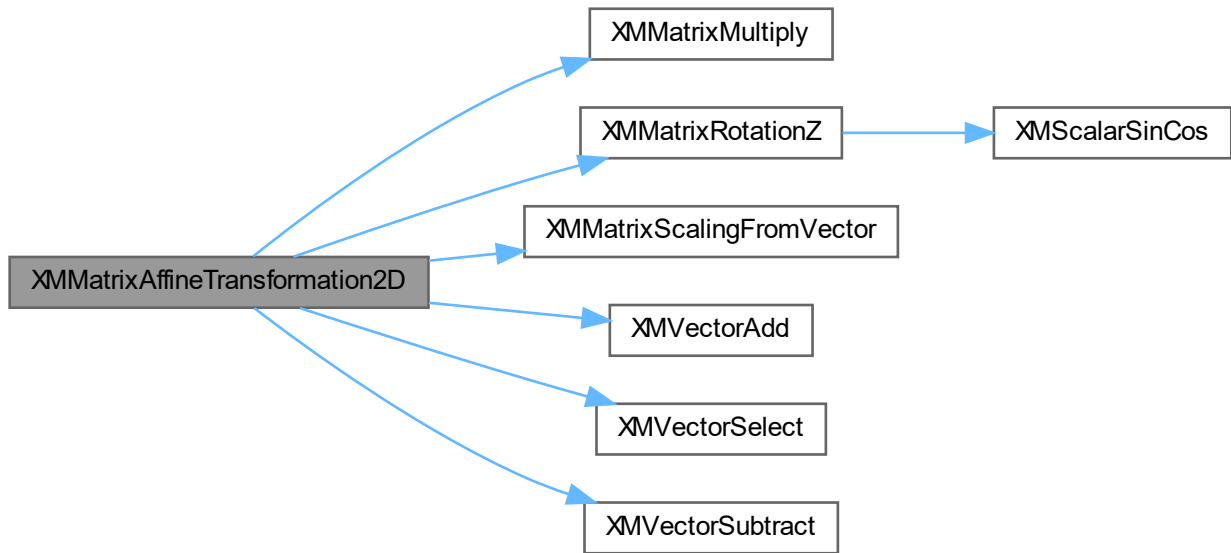 XMMatrixMultiply
XMMatrixRotationZ
XMScalarSinCos
XMMatrixScalingFromVector
XMMatrixAffineTransformation2D
XMVectorAdd
XMVectorSelect
XMVectorSubtract